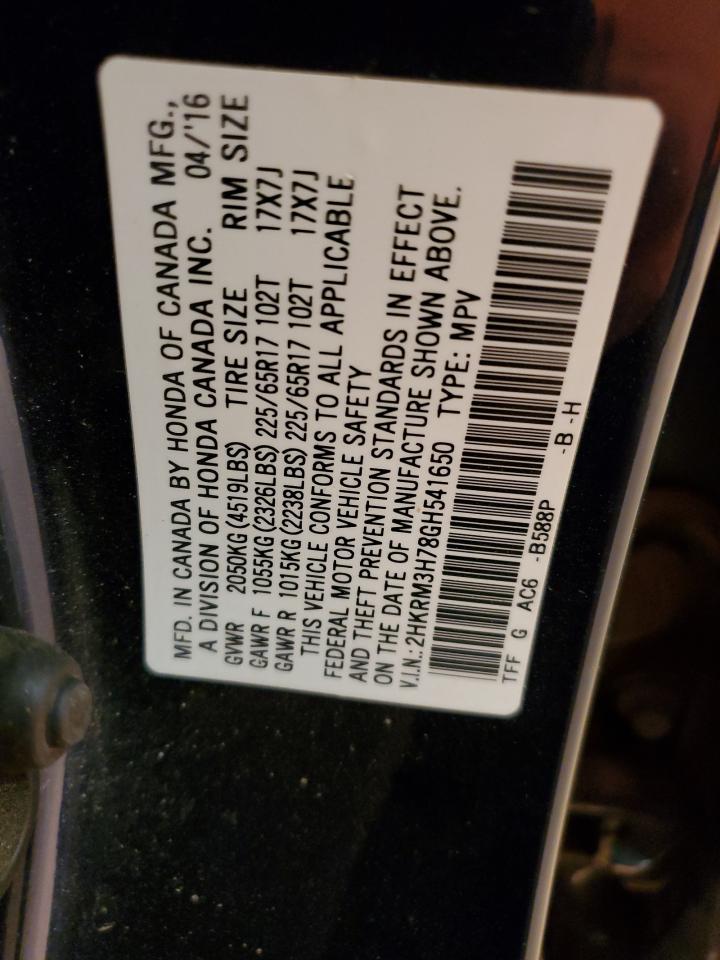 MFD. IN CANADA BY HONDA OF CANADA MFG.,
A DIVISION OF HONDA CANADA INC. 04/'16
GVWR 2050KG(4519LBS) TIRE SIZE RIM SIZE
GAWR F 1055KG(2326LBS) 225/65R17 102T 17X7J
GAWR R 1015KG(2238LBS) 225/65R17 102T 17X7J
THIS VEHICLE CONFORMS TO ALL APPLICABLE
FEDERAL MOTOR VEHICLE SAFETY
AND THEFT PREVENTION STANDARDS IN EFFECT
ON THE DATE OF MANUFACTURE SHOWN ABOVE.
V.I.N.:2HKRM3H78GH541650 TYPE: MPV
TFF G AC6 -B588P -B -H